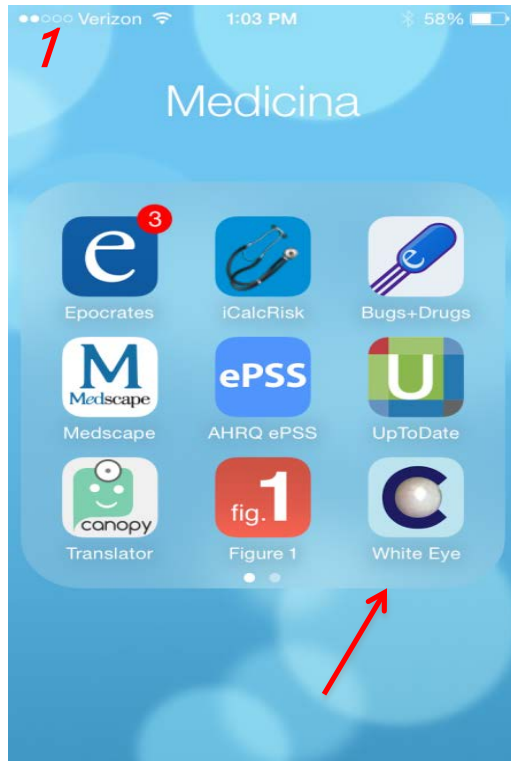 Verizon 1:03 PM 58%
1
Medicina
e 3
Epocrates iCalcRisk e Bugs+Drugs
M Medscape ePSS U
Medscape AHRQ ePSS UpToDate
canopy fig.1 C
Translator Figure 1 White Eye